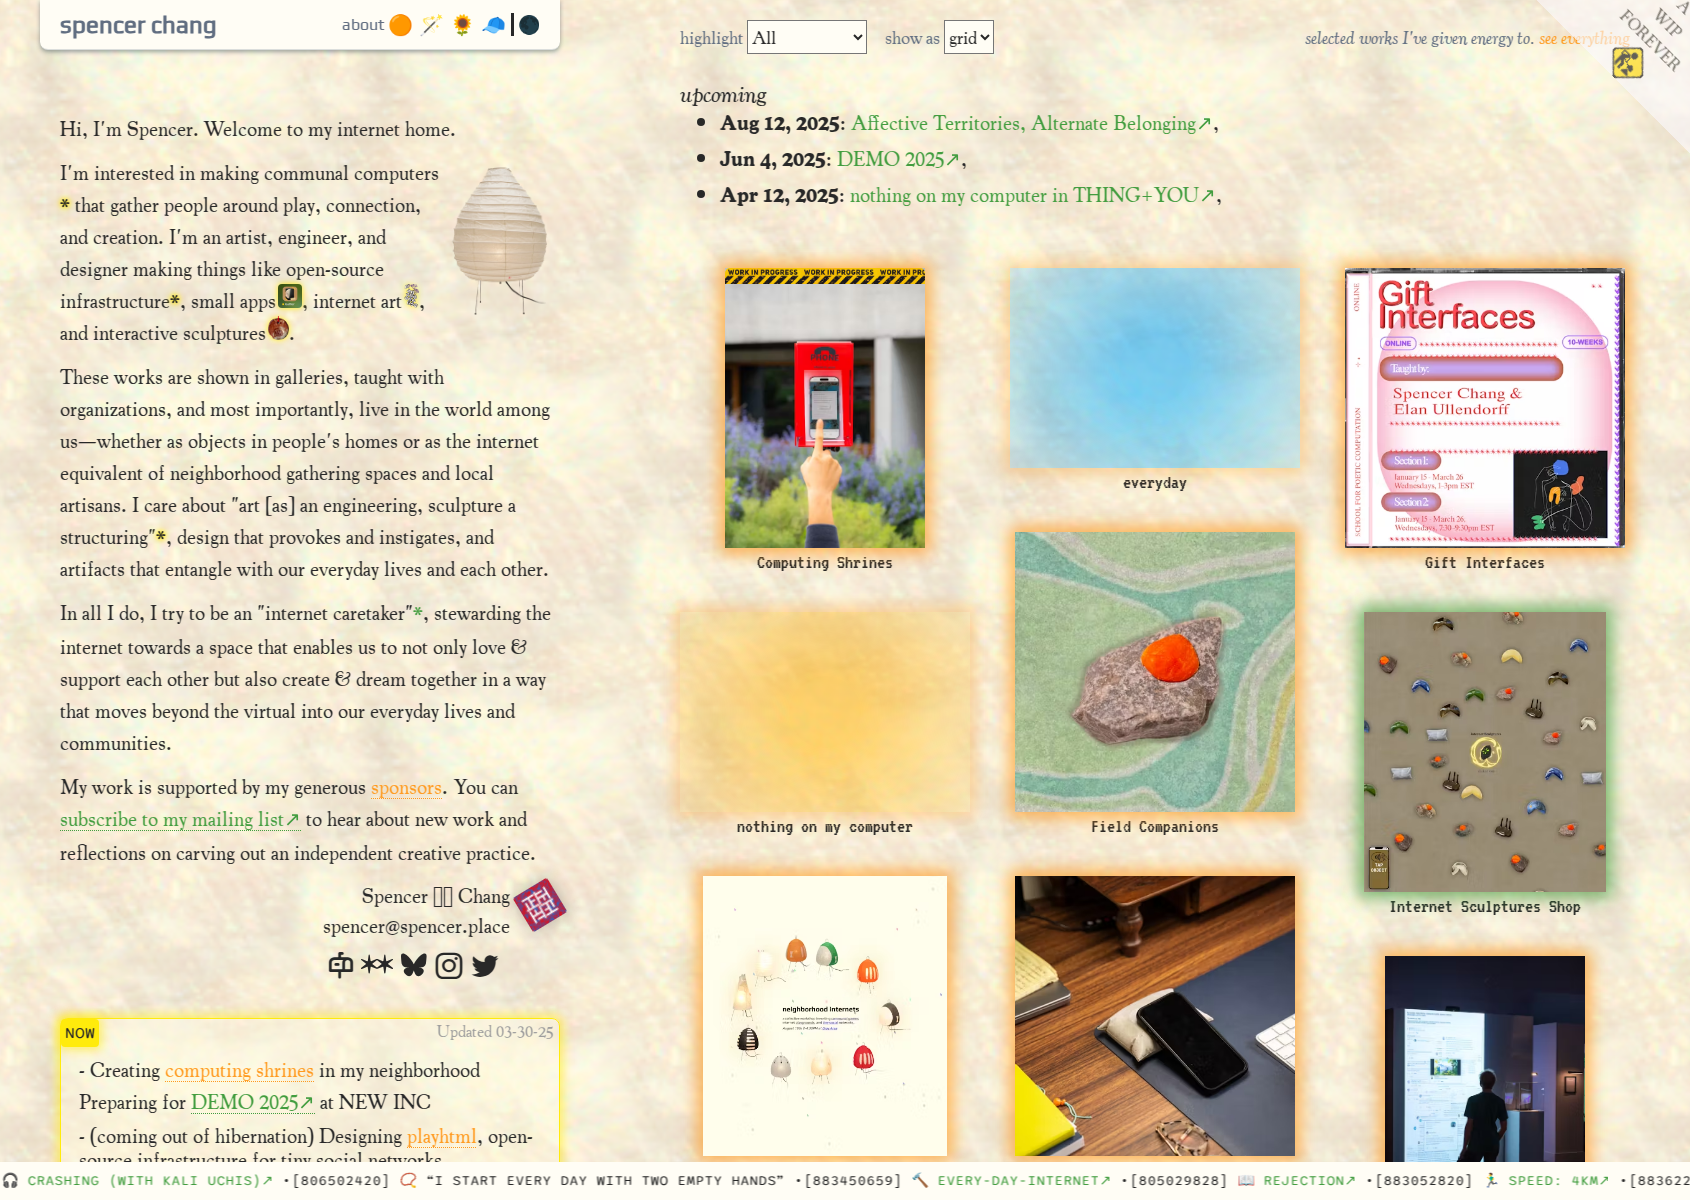 spencer chang
about
highlight All show as grid
selected works I've given energy to. see everything
A WIP FOREVER
Hi, I'm Spencer. Welcome to my internet home.
I'm interested in making communal computers
* that gather people around play, connection,
and creation. I'm an artist, engineer, and
designer making things like open-source
infrastructure*, small apps, internet art,
and interactive sculptures.
These works are shown in galleries, taught with
organizations, and most importantly, live in the world among
us—whether as objects in people's homes or as the internet
equivalent of neighborhood gathering spaces and local
artisans. I care about "art [as] an engineering, sculpture a
structuring"*, design that provokes and instigates, and
artifacts that entangle with our everyday lives and each other.
In all I do, I try to be an "internet caretaker"*, stewarding the
internet towards a space that enables us to not only love &
support each other but also create & dream together in a way
that moves beyond the virtual into our everyday lives and
communities.
My work is supported by my generous sponsors. You can
subscribe to my mailing list↗ to hear about new work and
reflections on carving out an independent creative practice.
Spencer Chang
spencer@spencer.place
NOW
Updated 03-30-25
- Creating computing shrines in my neighborhood
Preparing for DEMO 2025↗ at NEW INC
- (coming out of hibernation) Designing playhtml, open-
source infrastructure for tiny social networks
upcoming
Aug 12, 2025: Affective Territories, Alternate Belonging↗,
Jun 4, 2025: DEMO 2025↗,
Apr 12, 2025: nothing on my computer in THING+YOU↗,
WORK IN PROGRESS WORK IN PROGRESS WORK IN PRO
PHONE
Computing Shrines
everyday
Gift
Interfaces
ONLINE
ONLINE
10-WEEKS
Taught by:
Spencer Chang &
Elan Ullendorff
SCHOOL FOR POETIC COMPUTATION
Section 1:
January 15 - March 26
Wednesdays, 1-3pm EST
Section 2:
January 15 - March 26,
Wednesdays, 7:30-9:30pm EST
Gift Interfaces
nothing on my computer
Field Companions
TAP
OBJECT
Internet Sculptures Shop
neighborhood internets
CRASHING (WITH KALI UCHIS)↗ •[806502420] “I START EVERY DAY WITH TWO EMPTY HANDS” •[883450659] EVERY-DAY-INTERNET↗ •[805029828] REJECTION↗ •[883052820] SPEED: 4KM↗ •[883622